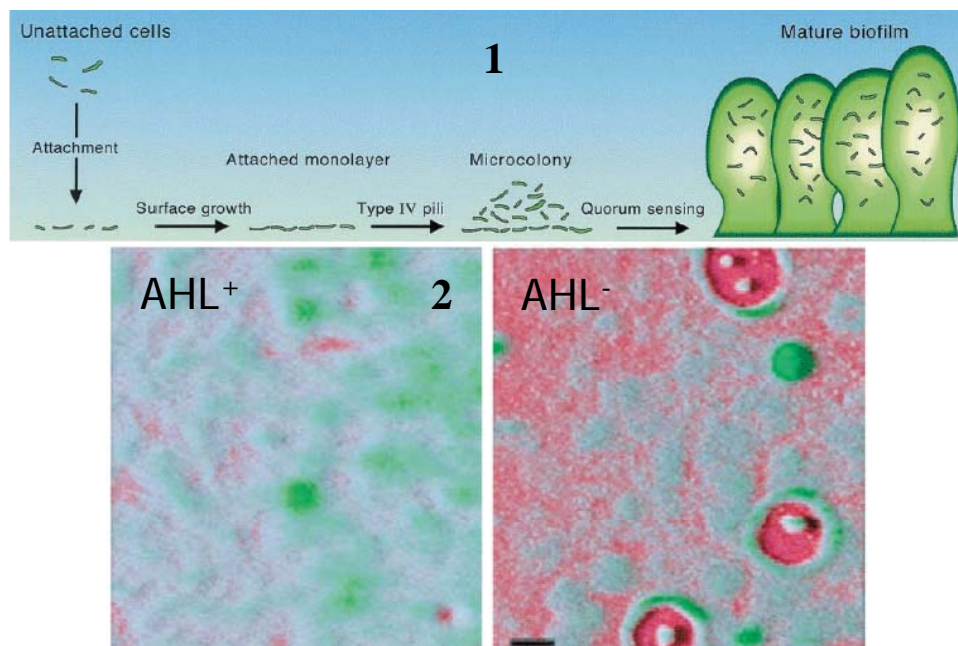 Unattached cells
1
Mature biofilm
Attachment
Attached monolayer
Microcolony
Surface growth
Type IV pili
Quorum sensing
AHL+
2
AHL-